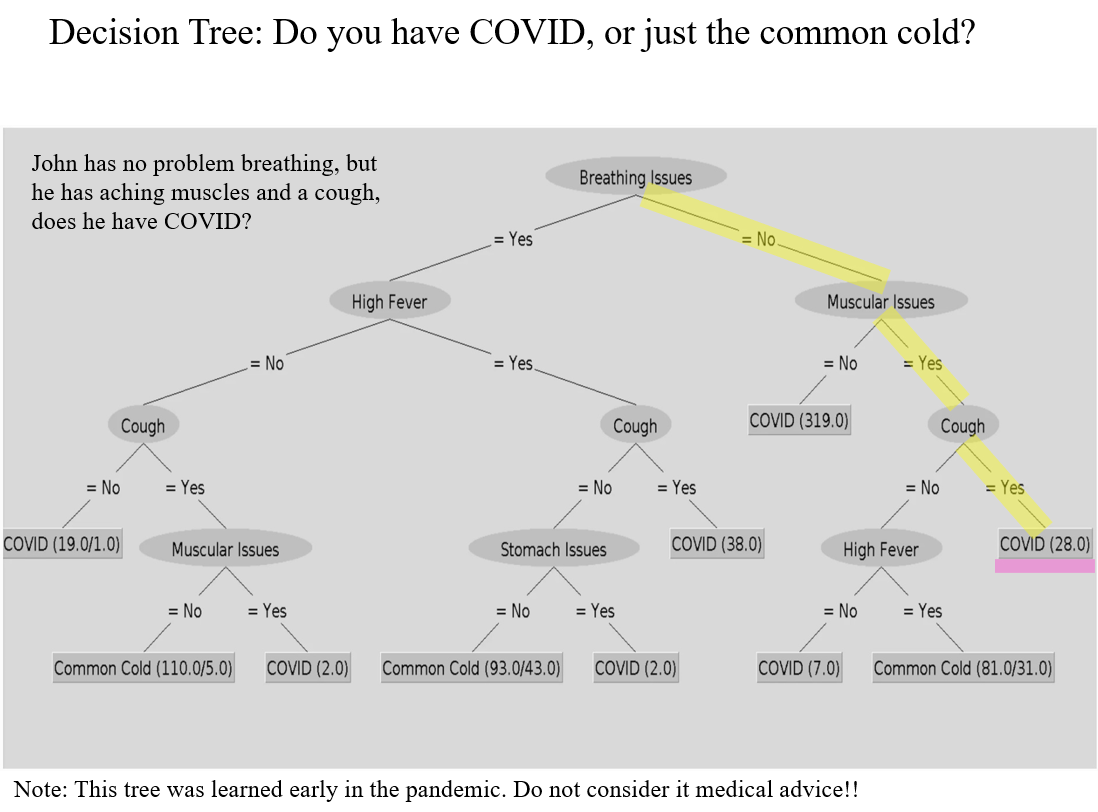 Decision Tree: Do you have COVID, or just the common cold?
John has no problem breathing, but
he has aching muscles and a cough,
does he have COVID?
Breathing Issues
= Yes
= No
High Fever
Muscular Issues
= No
= Yes
= No
= Yes
Cough
Cough
COVID (319.0)
Cough
= No
= Yes
= No
= Yes
= No
= Yes
COVID (19.0/1.0)
Muscular Issues
Stomach Issues
COVID (38.0)
High Fever
COVID (28.0)
= No
= Yes
= No
= Yes
= No
= Yes
Common Cold (110.0/5.0)
COVID (2.0)
Common Cold (93.0/43.0)
COVID (2.0)
COVID (7.0)
Common Cold (81.0/31.0)
Note: This tree was learned early in the pandemic. Do not consider it medical advice!!